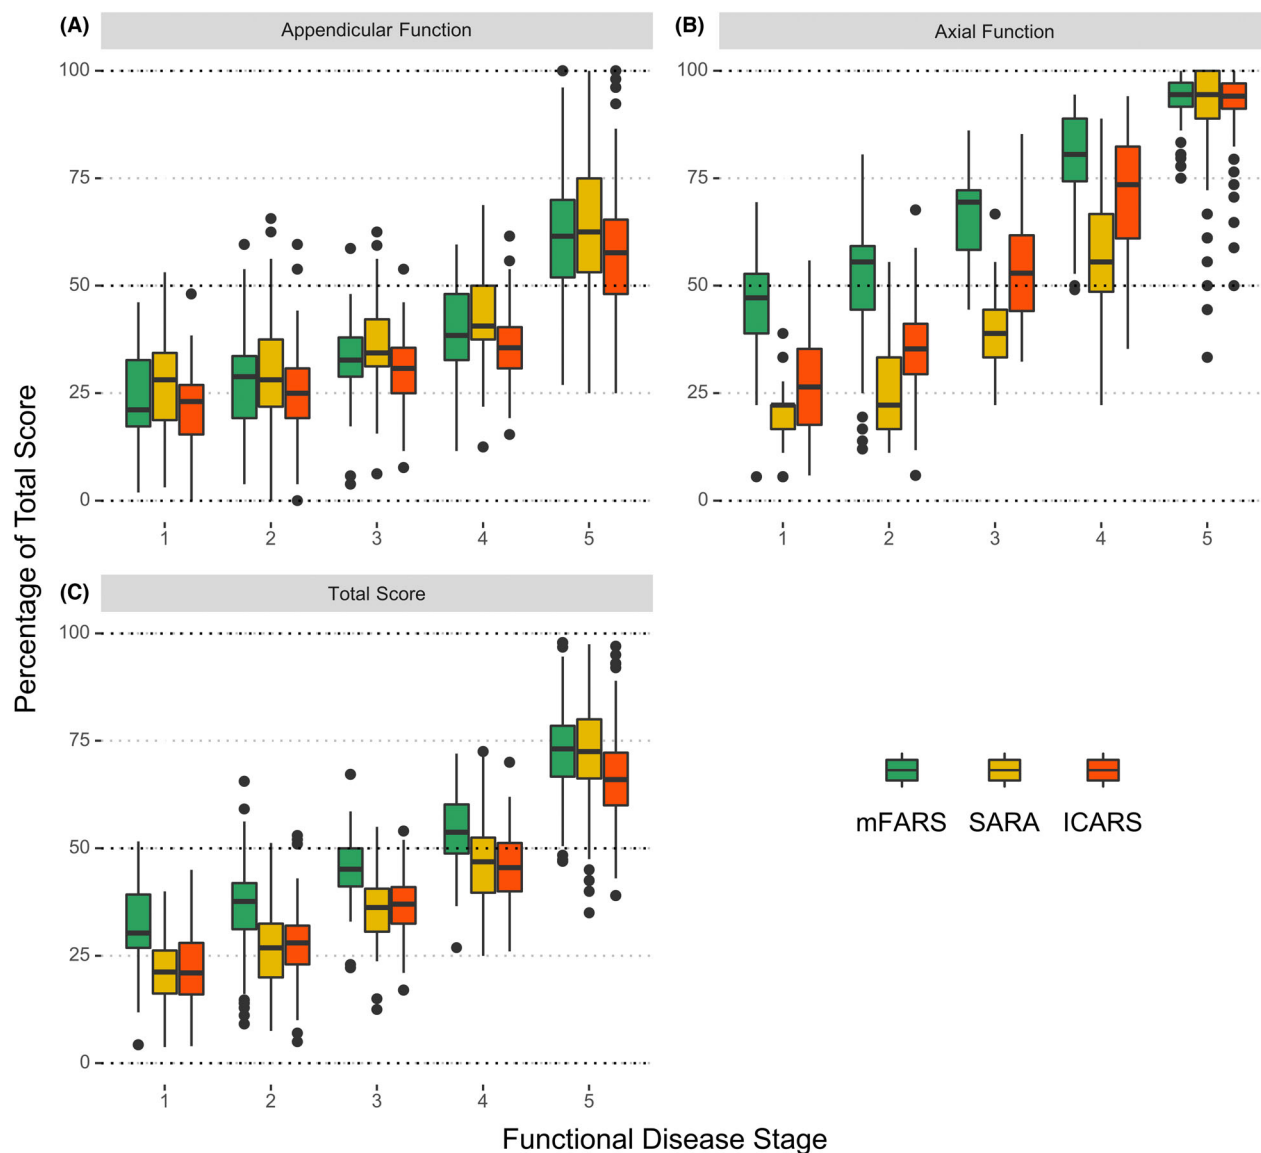 (A)
Appendicular Function
(B)
Axial Function
100
75
50
25
0
1 2 3 4 5
100
75
50
25
0
1 2 3 4 5
(C)
Total Score
100
75
50
25
0
1 2 3 4 5
Percentage of Total Score
Functional Disease Stage
mFARS SARA ICARS